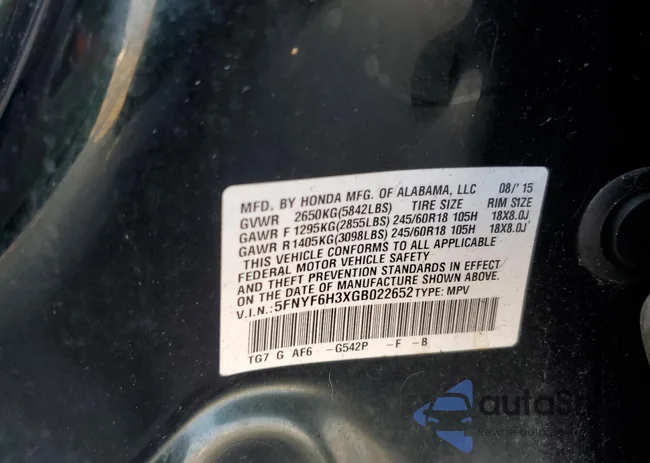 MFD. BY HONDA MFG. OF ALABAMA, LLC 08/'15
GVWR 2650KG(5842LBS) TIRE SIZE RIM SIZE
GAWR F 1295KG(2855LBS) 245/60R18 105H 18X8.0J
GAWR R1405KG(3098LBS) 245/60R18 105H 18X8.0J
THIS VEHICLE CONFORMS TO ALL APPLICABLE
FEDERAL MOTOR VEHICLE SAFETY
AND THEFT PREVENTION STANDARDS IN EFFECT
ON THE DATE OF MANUFACTURE SHOWN ABOVE.
V.I.N.: 5FNYF6H3XGB022652 TYPE: MPV
TG7 G AF6 -G542P -F -B